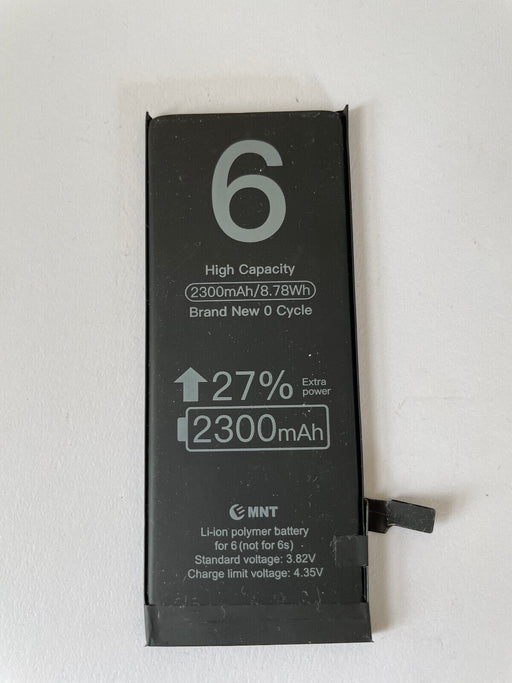 6
High Capacity
2300mAh/8.78Wh
Brand New 0 Cycle
27% Extra power
2300mAh
MNT
Li-ion polymer battery
for 6 (not for 6s)
Standard voltage: 3.82V
Charge limit voltage: 4.35V